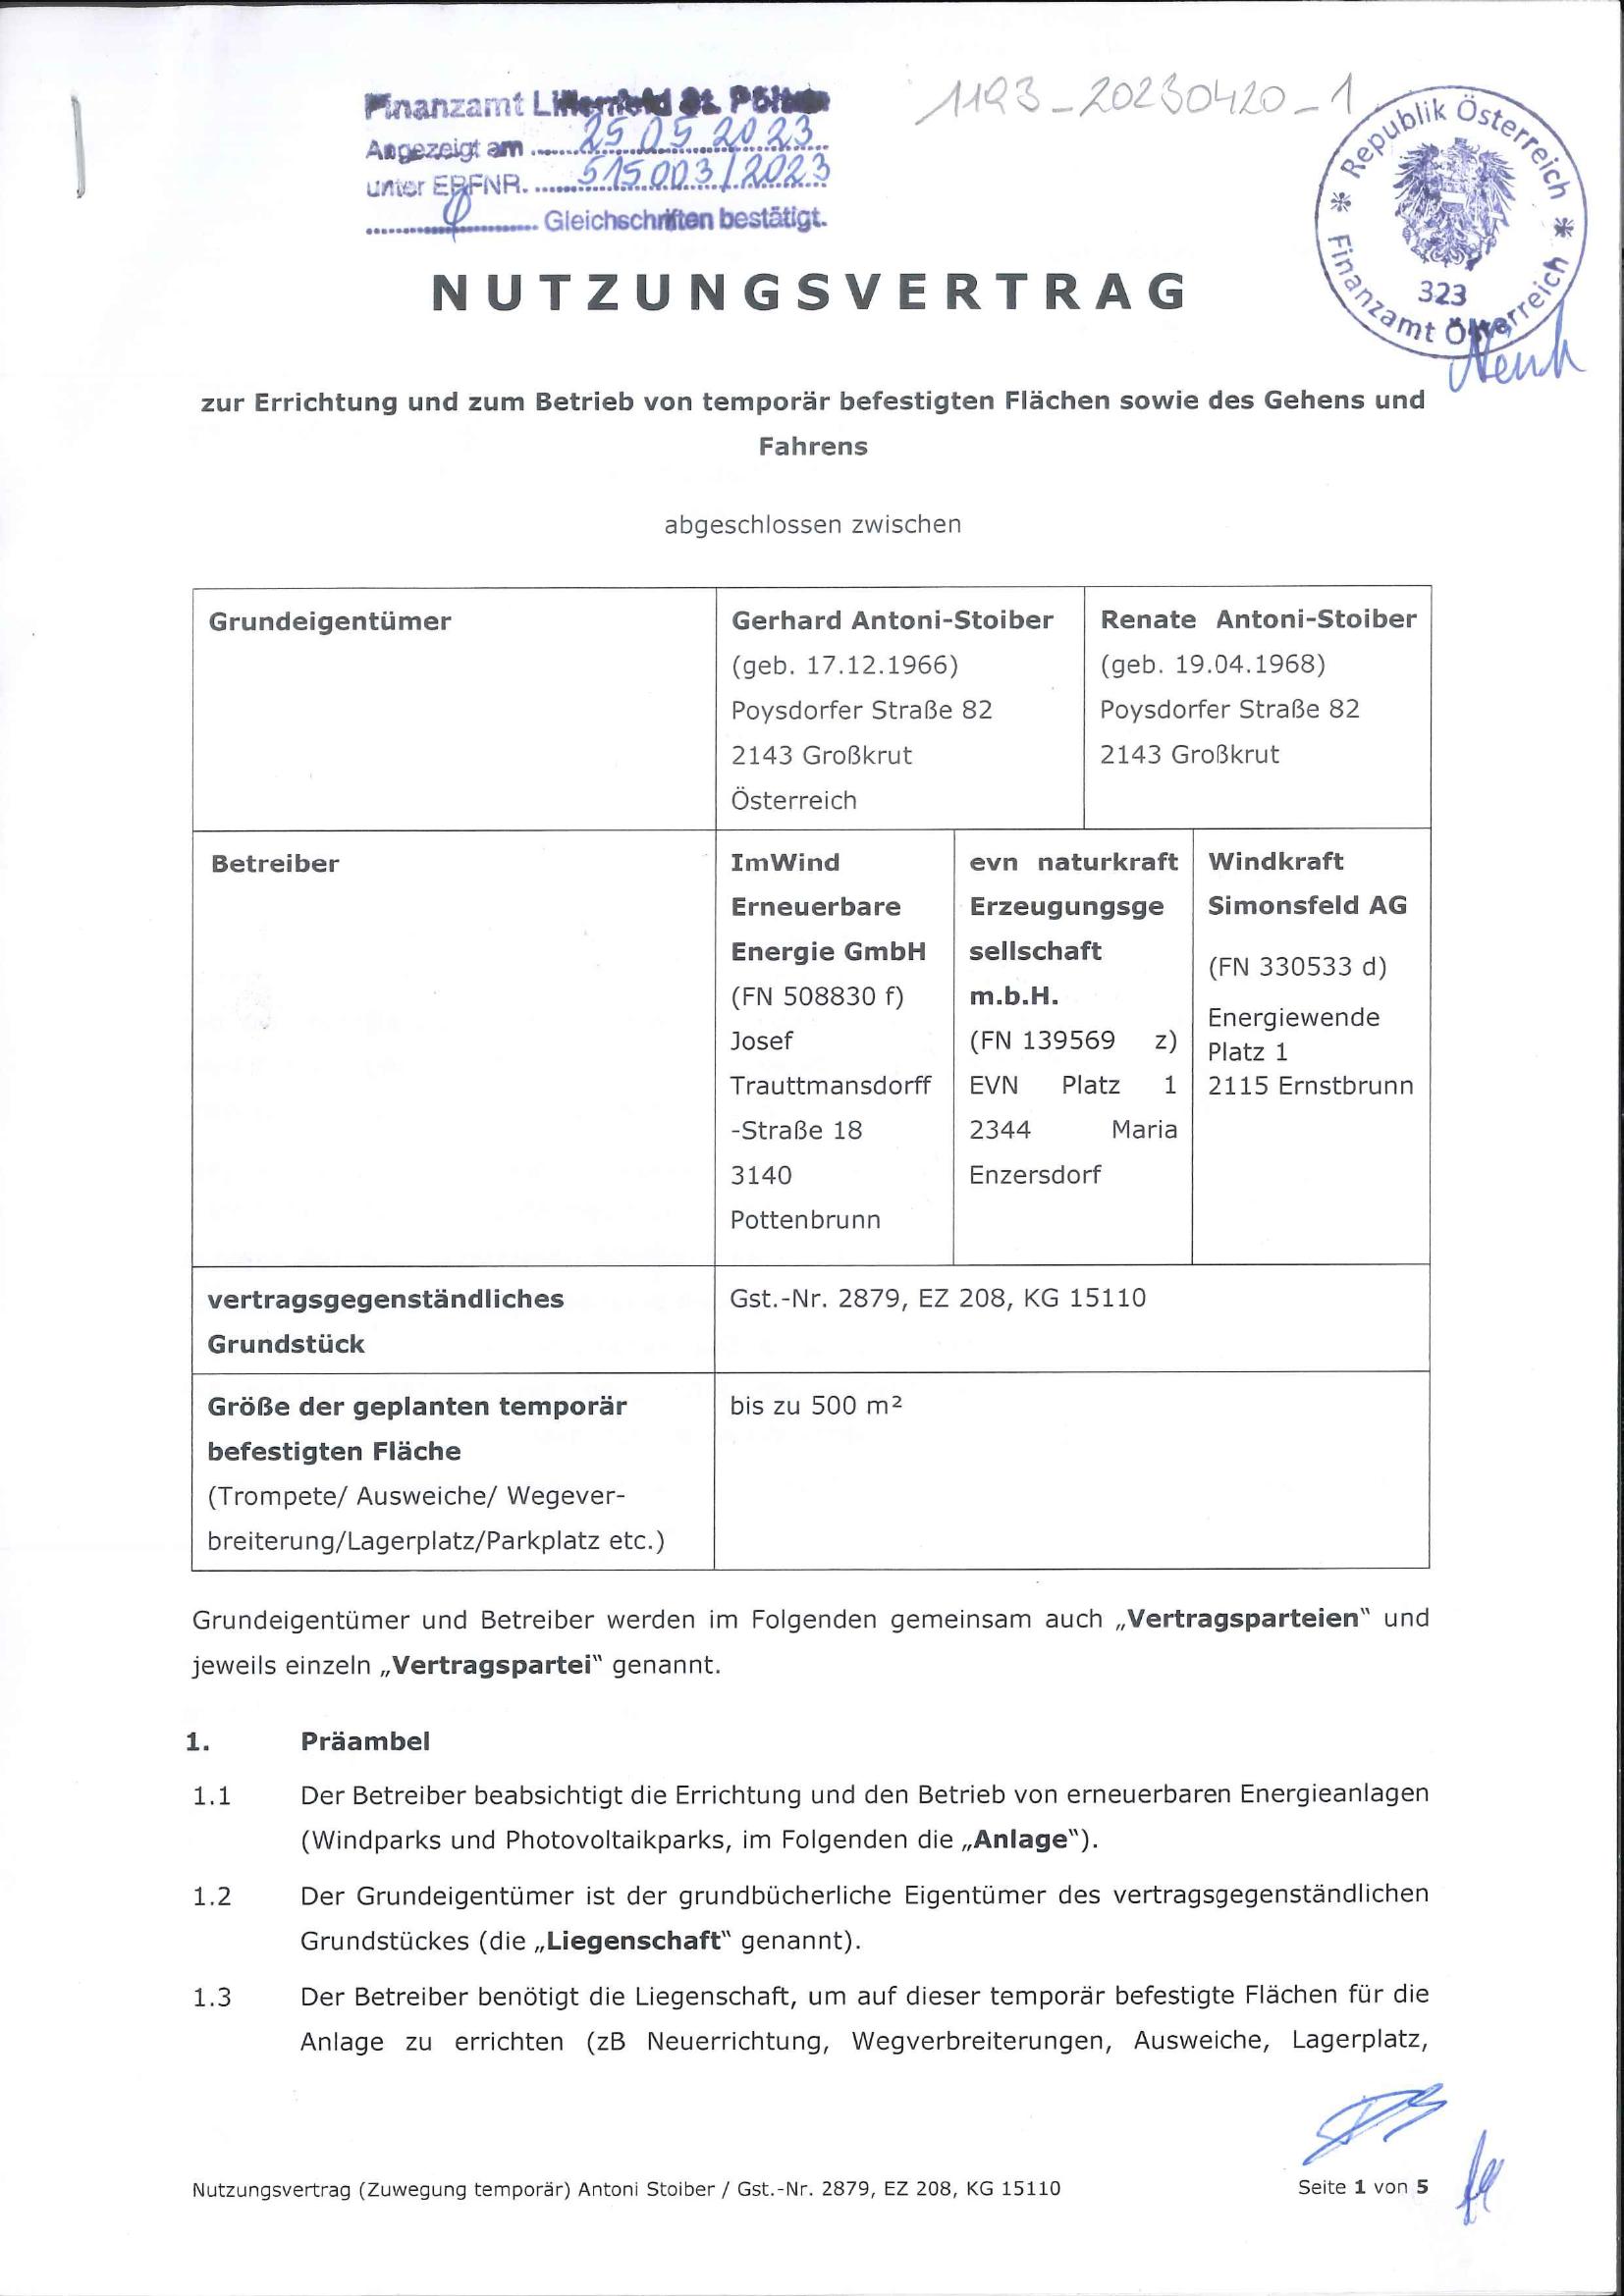 1193_20230420_1
Finanzamt Lilienfeld St. Pölten
Angezeigt am 25 05 2023
unter ERFNR. 515 003/2023
Gleichschriften bestätigt.
Republik Österreich
323
Finanzamt Österreich
NUTZUNGSVERTRAG
zur Errichtung und zum Betrieb von temporär befestigten Flächen sowie des Gehens und
Fahrens
abgeschlossen zwischen
Grundeigentümer
Gerhard Antoni-Stoiber
(geb. 17.12.1966)
Poysdorfer Straße 82
2143 Großkrut
Österreich
Renate Antoni-Stoiber
(geb. 19.04.1968)
Poysdorfer Straße 82
2143 Großkrut
Betreiber
ImWind
Erneuerbare
Energie GmbH
(FN 508830 f)
Josef
Trauttmansdorff
-Straße 18
3140
Pottenbrunn
evn naturkraft
Erzeugungsge
sellschaft
m.b.H.
(FN 139569 z)
EVN Platz 1
2344 Maria
Enzersdorf
Windkraft
Simonsfeld AG
(FN 330533 d)
Energiewende
Platz 1
2115 Ernstbrunn
vertragsgegenständliches
Grundstück
Gst.-Nr. 2879, EZ 208, KG 15110
Größe der geplanten temporär
befestigten Fläche
(Trompete/ Ausweiche/ Wegever-
breiterung/Lagerplatz/Parkplatz etc.)
bis zu 500 m²
Grundeigentümer und Betreiber werden im Folgenden gemeinsam auch „Vertragsparteien‟ und
jeweils einzeln „Vertragspartei‟ genannt.
1. Präambel
1.1 Der Betreiber beabsichtigt die Errichtung und den Betrieb von erneuerbaren Energieanlagen
(Windparks und Photovoltaikparks, im Folgenden die „Anlage‟).
1.2 Der Grundeigentümer ist der grundbücherliche Eigentümer des vertragsgegenständlichen
Grundstückes (die „Liegenschaft‟ genannt).
1.3 Der Betreiber benötigt die Liegenschaft, um auf dieser temporär befestigte Flächen für die
Anlage zu errichten (zB Neuerrichtung, Wegverbreiterungen, Ausweiche, Lagerplatz,
Nutzungsvertrag (Zuwegung temporär) Antoni Stoiber / Gst.-Nr. 2879, EZ 208, KG 15110
Seite 1 von 5